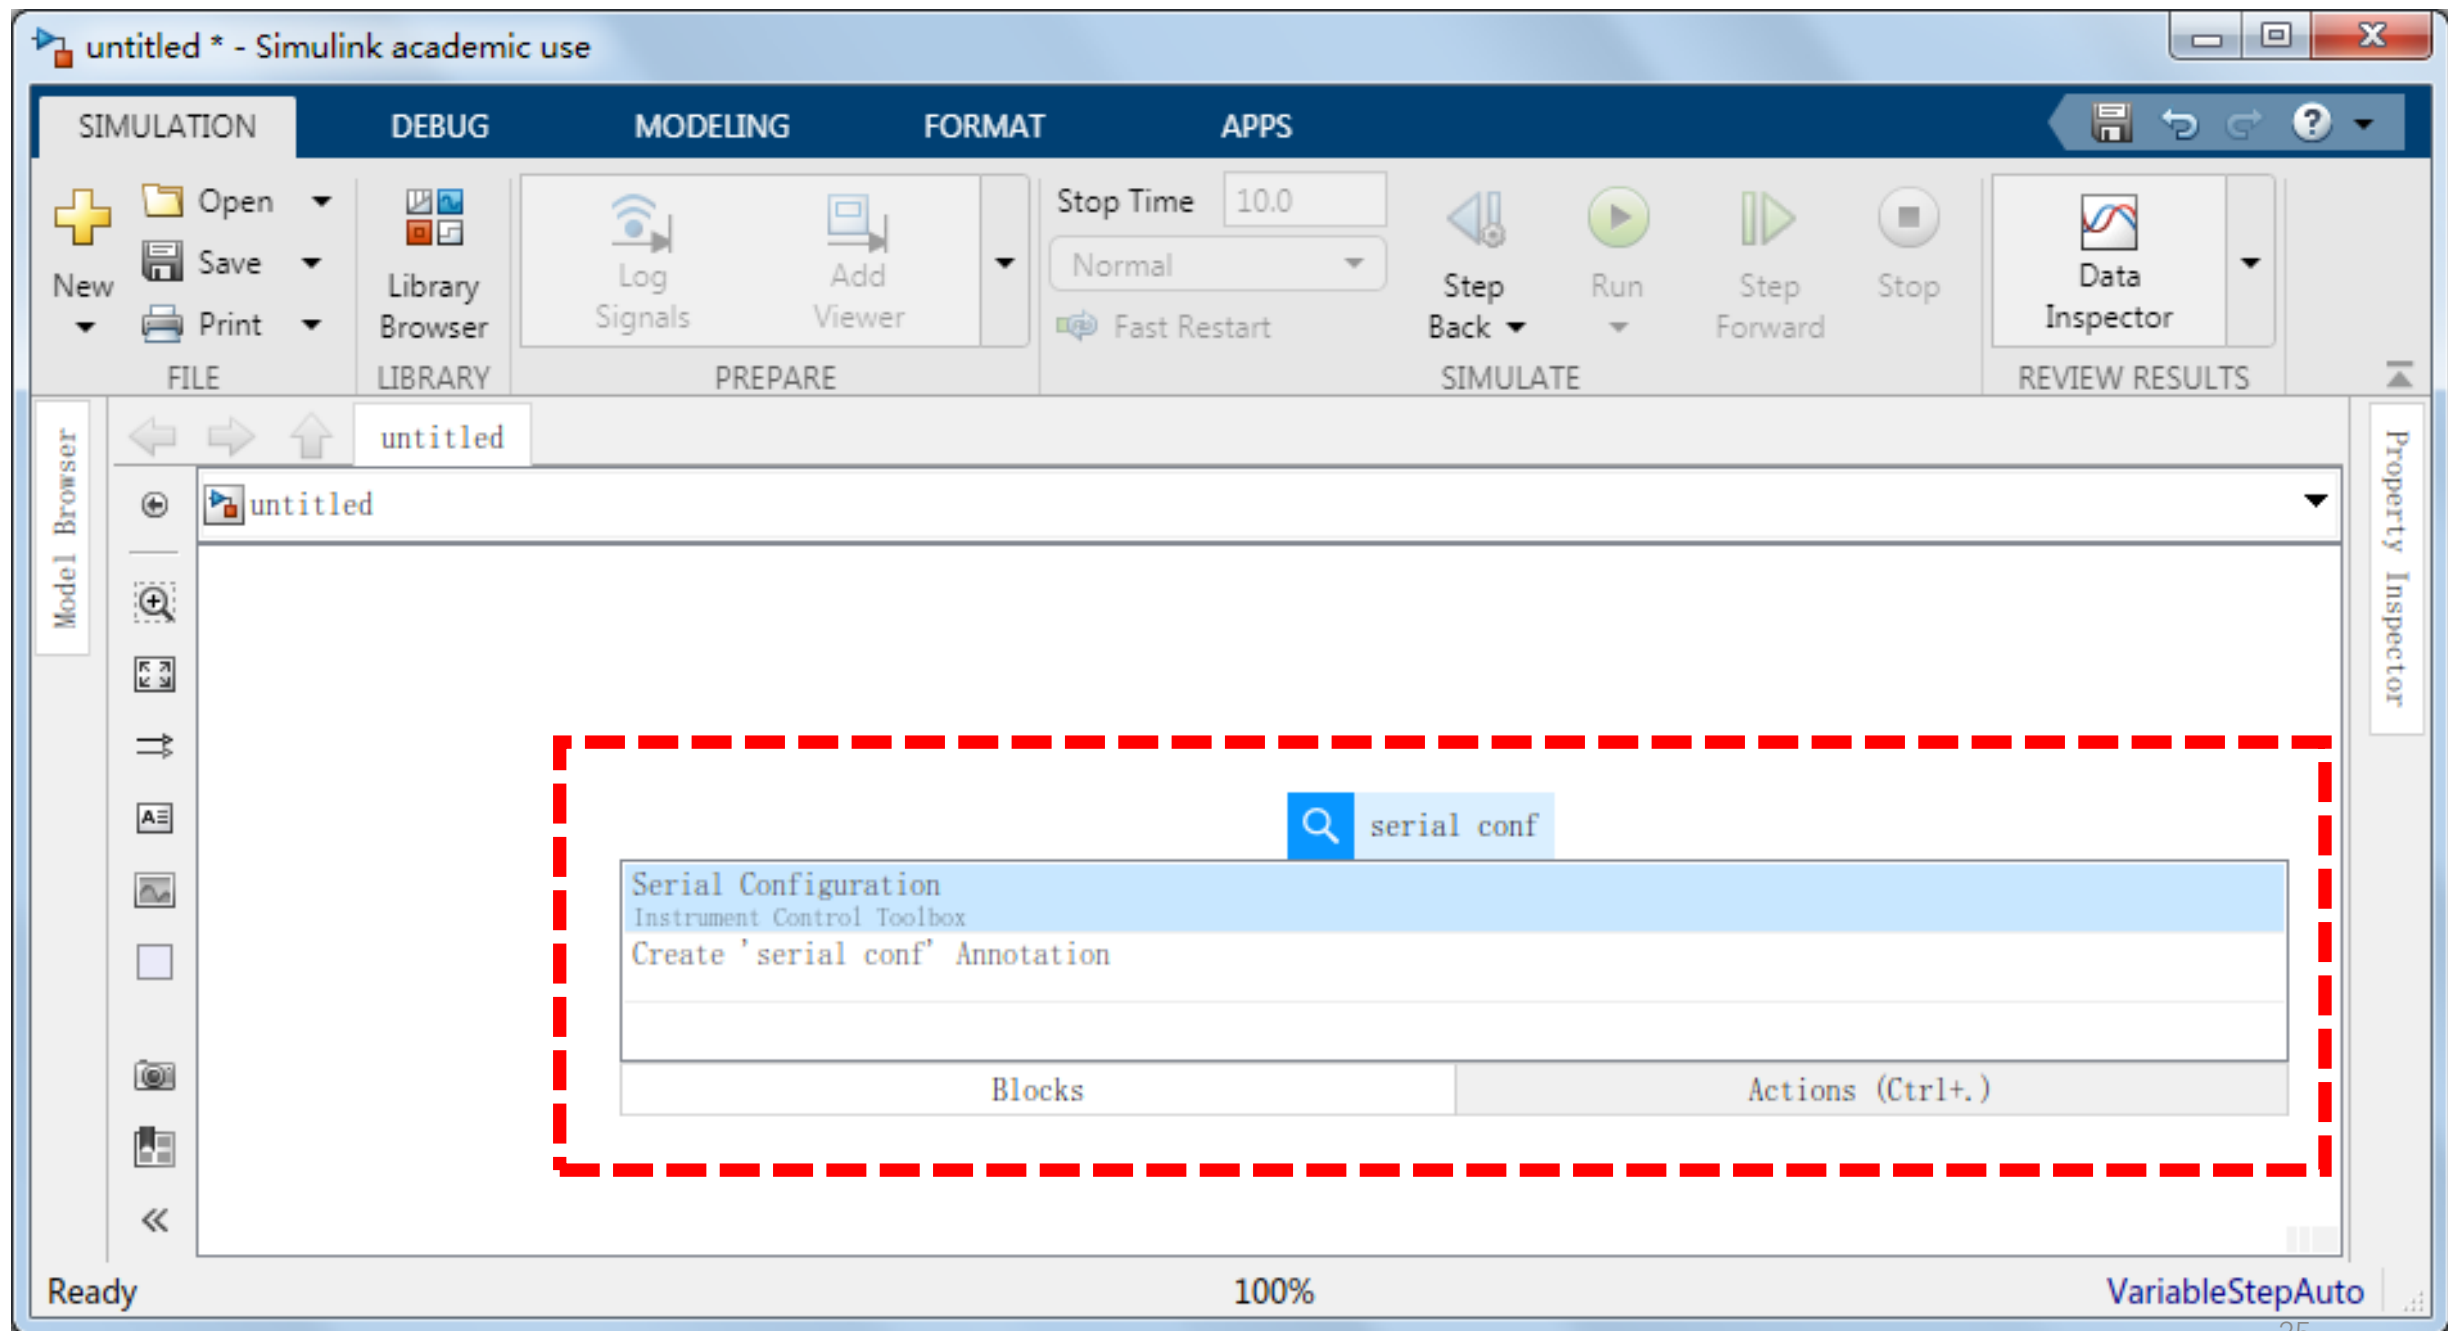 untitled * - Simulink academic use
SIMULATION DEBUG MODELING FORMAT APPS
New
Open
Save
Print
FILE
Library
Browser
LIBRARY
Log
Signals
Add
Viewer
PREPARE
Stop Time 10.0
Normal
Fast Restart
Step
Back
Run
Step
Forward
Stop
SIMULATE
Data
Inspector
REVIEW RESULTS
Model Browser
untitled
untitled
Property Inspector
serial conf
Serial Configuration
Instrument Control Toolbox
Create 'serial conf' Annotation
Blocks Actions (Ctrl+.)
Ready 100% VariableStepAuto